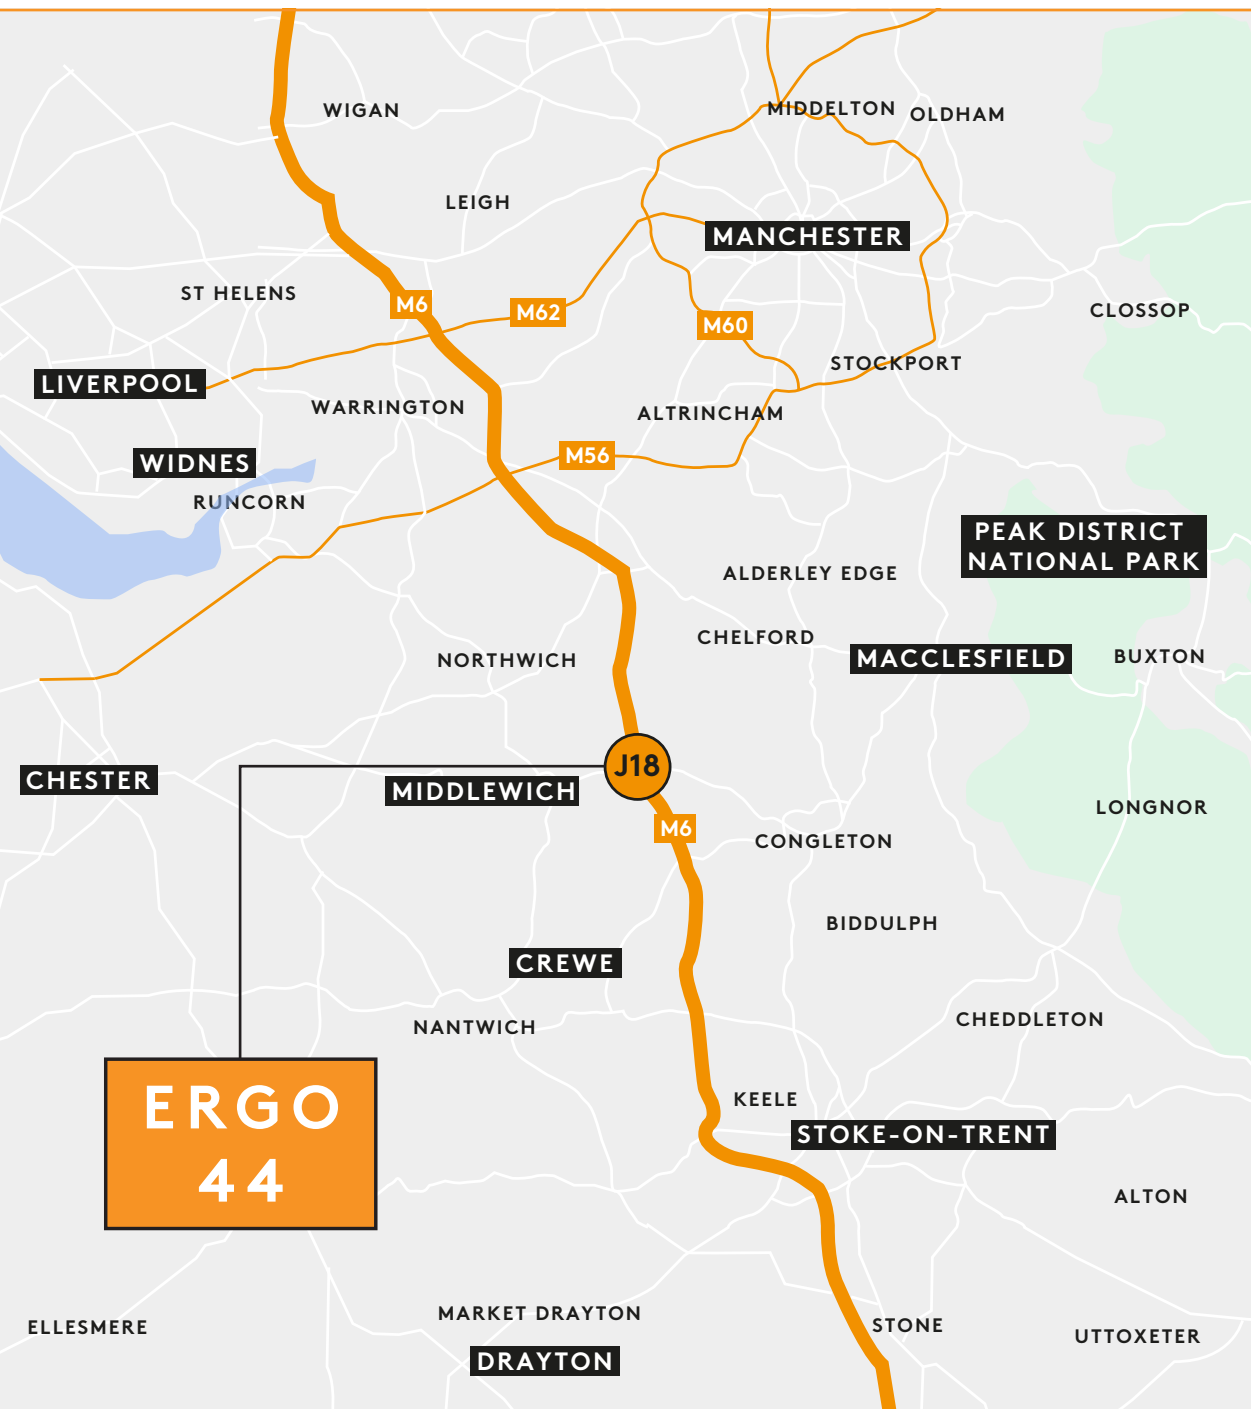 WIGAN
MIDDELTON
OLDHAM
LEIGH
MANCHESTER
ST HELENS
M6
M62
M60
CLOSSOP
STOCKPORT
LIVERPOOL
WARRINGTON
ALTRINCHAM
WIDNES
M56
RUNCORN
PEAK DISTRICT
NATIONAL PARK
ALDERLEY EDGE
CHELFORD
NORTHWICH
MACCLESFIELD
BUXTON
J18
CHESTER
MIDDLEWICH
LONGNOR
M6
CONGLETON
BIDDULPH
CREWE
NANTWICH
CHEDDLETON
ERGO
44
KEELE
STOKE-ON-TRENT
ALTON
MARKET DRAYTON
ELLESMERE
STONE
UTTOXETER
DRAYTON